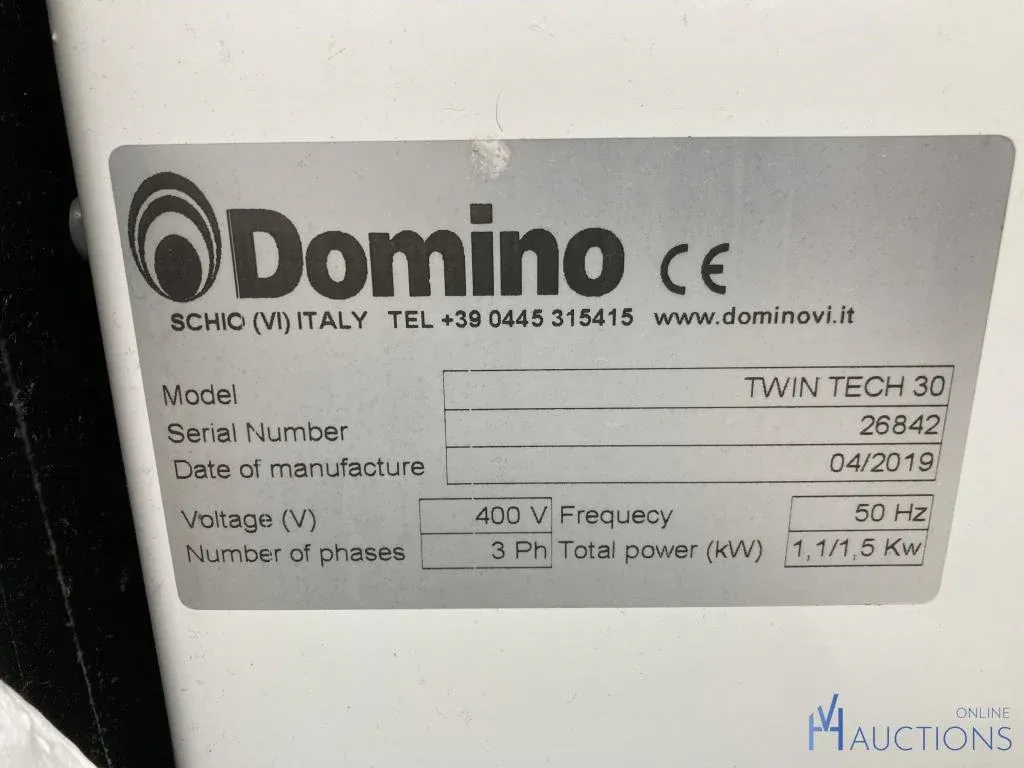 Domino CE
SCHIO (VI) ITALY TEL +39 0445 315415 www.dominovi.it
Model TWIN TECH 30
Serial Number 26842
Date of manufacture 04/2019
Voltage (V) 400 V Frequecy 50 Hz
Number of phases 3 Ph Total power (kW) 1,1/1,5 Kw
ONLINE
VH AUCTIONS